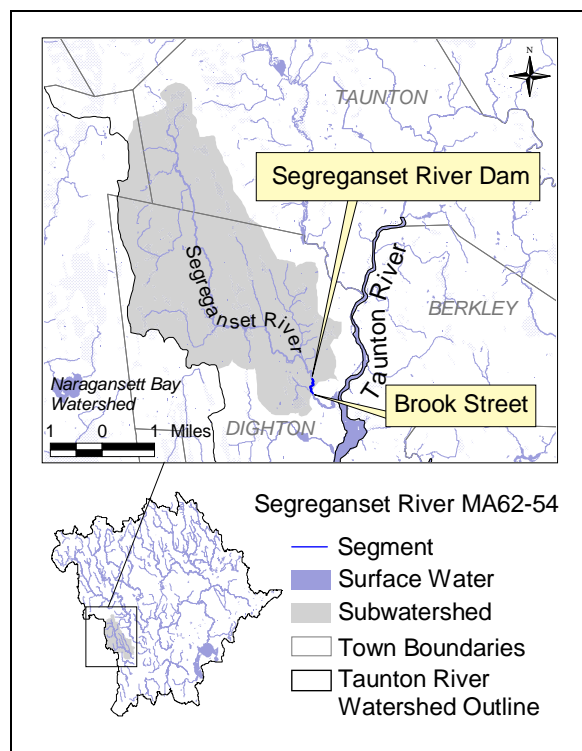 N
TAUNTON
Segreganset River Dam
Segreganset River
Taunton River
BERKLEY
Naragansett Bay
Watershed
Brook Street
1 0 1 Miles
DIGHTON
Segreganset River MA62-54
Segment
Surface Water
Subwatershed
Town Boundaries
Taunton River
Watershed Outline